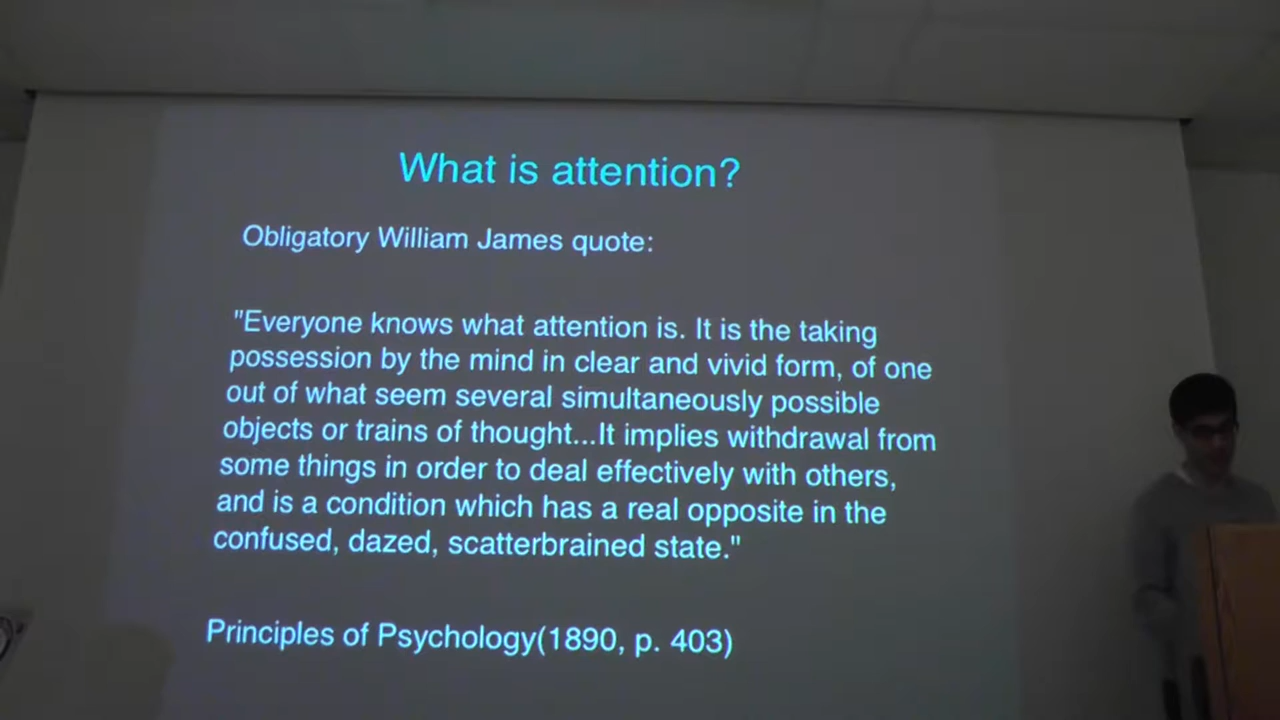 What is attention?
Obligatory William James quote:
"Everyone knows what attention is. It is the taking
possession by the mind in clear and vivid form, of one
out of what seem several simultaneously possible
objects or trains of thought...It implies withdrawal from
some things in order to deal effectively with others,
and is a condition which has a real opposite in the
confused, dazed, scatterbrained state."
Principles of Psychology(1890, p. 403)